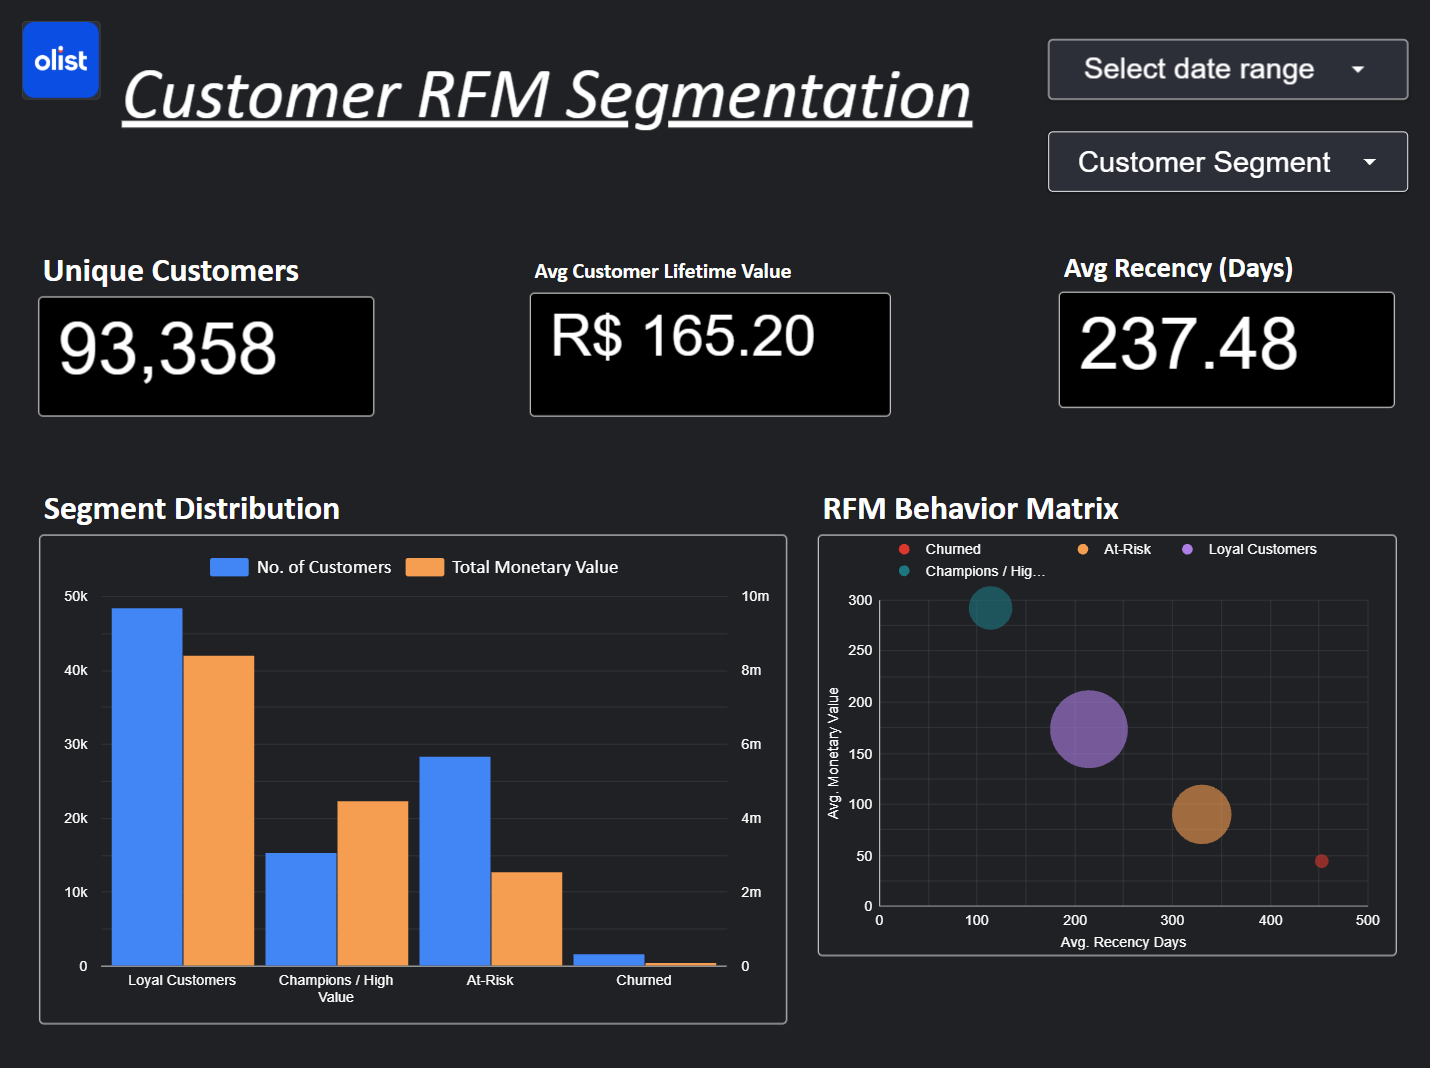 olist
Customer RFM Segmentation
Select date range
Customer Segment
Unique Customers
93,358
Avg Customer Lifetime Value
R$ 165.20
Avg Recency (Days)
237.48
Segment Distribution
No. of Customers Total Monetary Value
50k
40k
30k
20k
10k
0
10m
8m
6m
4m
2m
0
Loyal Customers
Champions / High
Value
At-Risk
Churned
RFM Behavior Matrix
Churned At-Risk Loyal Customers
Champions / Hig...
Avg. Monetary Value
300
250
200
150
100
50
0
0 100 200 300 400 500
Avg. Recency Days